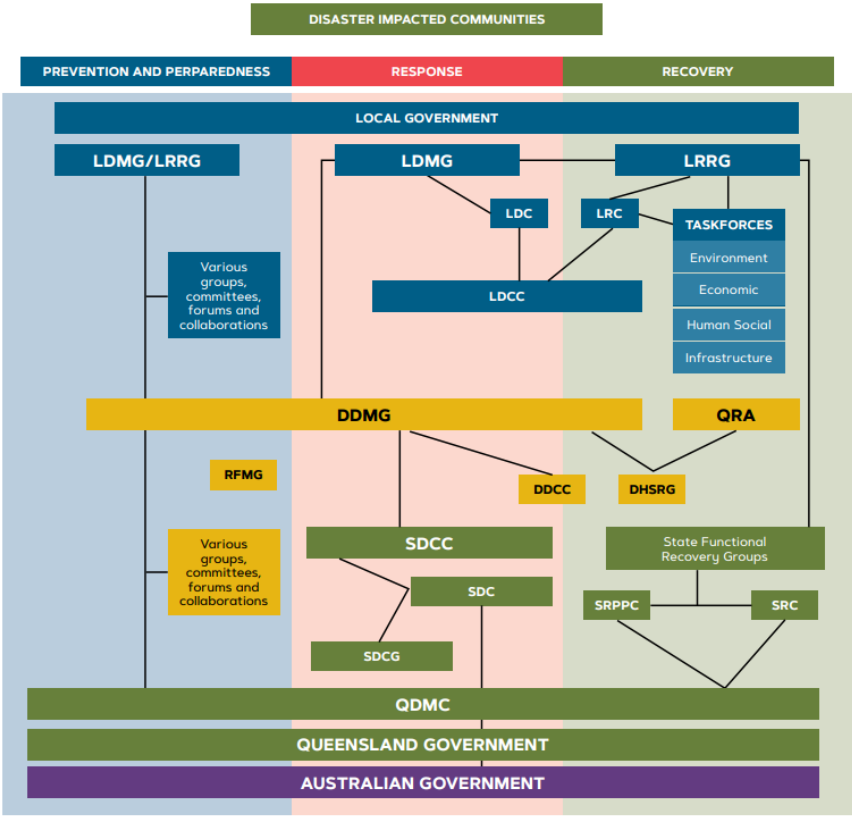 DISASTER IMPACTED COMMUNITIES
PREVENTION AND PERPAREDNESS
RESPONSE
RECOVERY
LOCAL GOVERNMENT
LDMG/LRRG
LDMG
LRRG
LDC
LRC
TASKFORCES
Environment
Economic
Human Social
Infrastructure
Various
groups,
committees,
forums and
collaborations
LDCC
DDMG
QRA
RFMG
DDCC
DHSRG
Various
groups,
committees,
forums and
collaborations
SDCC
State Functional
Recovery Groups
SDC
SRPPC
SRC
SDCG
QDMC
QUEENSLAND GOVERNMENT
AUSTRALIAN GOVERNMENT